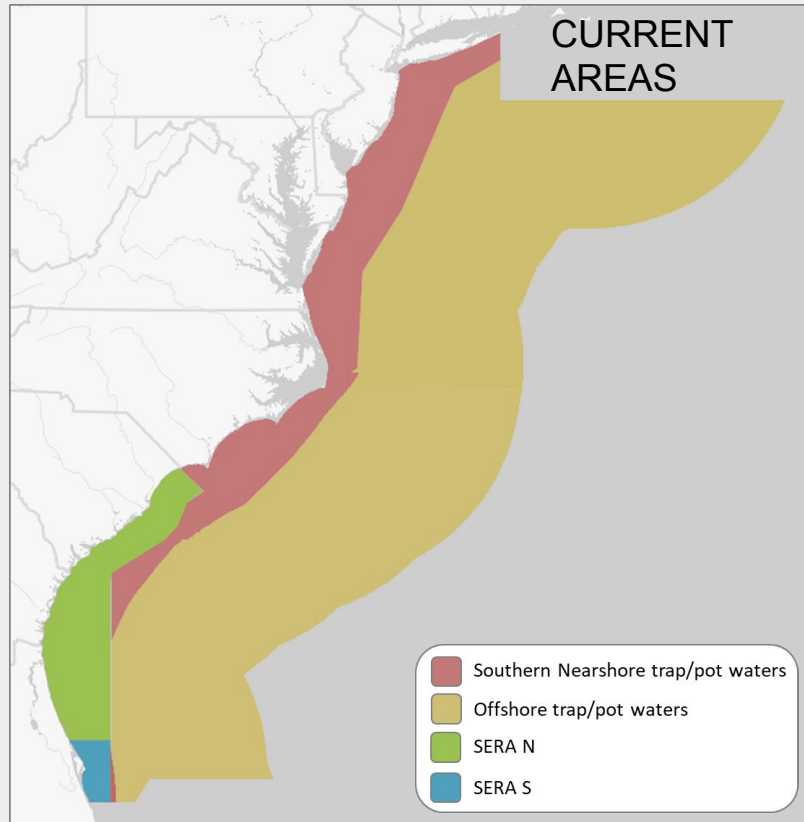 CURRENT
AREAS
Southern Nearshore trap/pot waters
Offshore trap/pot waters
SERA N
SERA S